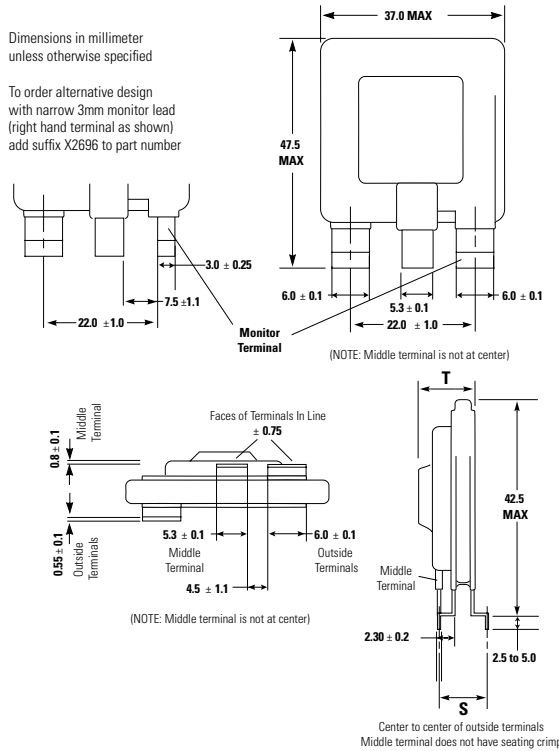 37.0 MAX
Dimensions in millimeter
unless otherwise specified
To order alternative design
with narrow 3mm monitor lead
(right hand terminal as shown)
add suffix X2696 to part number
47.5
MAX
3.0 ± 0.25
7.5 ±1.1
22.0 ±1.0
Monitor
Terminal
6.0 ± 0.1
5.3 ± 0.1
6.0 ± 0.1
22.0 ± 1.0
(NOTE: Middle terminal is not at center)
T
0.8 ± 0.1
Middle
Terminal
Faces of Terminals In Line
± 0.75
0.55 ± 0.1
Outside
Terminals
5.3 ± 0.1
Middle
Terminal
6.0 ± 0.1
Outside
Terminals
4.5 ± 1.1
(NOTE: Middle terminal is not at center)
42.5
MAX
Middle
Terminal
2.30 ± 0.2
2.5 to 5.0
S
Center to center of outside terminals
Middle terminal does not have seating crimp